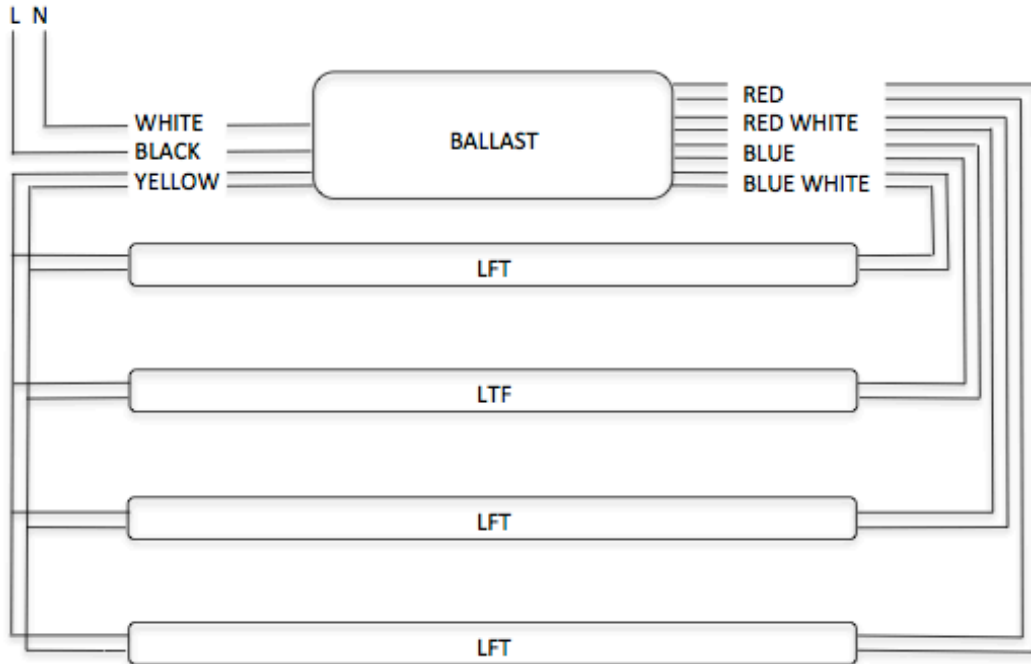 L N
WHITE
BLACK
YELLOW
BALLAST
RED
RED WHITE
BLUE
BLUE WHITE
LFT
LTF
LFT
LFT